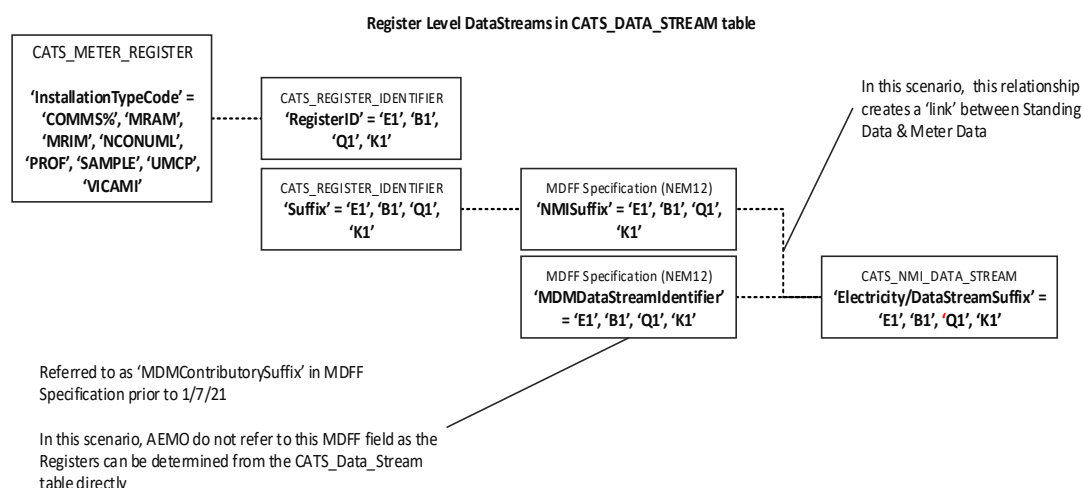 Register Level DataStreams in CATS_DATA_STREAM table
CATS_METER_REGISTER
‘InstallationTypeCode’ =
‘COMMS%’, ‘MRAM’,
‘MRIM’, ‘NCONUML’,
‘PROF’, ‘SAMPLE’, ‘UMCP’,
‘VICAMI’
CATS_REGISTER_IDENTIFIER
‘RegisterID’ = ‘E1’, ‘B1’,
‘Q1’, ‘K1’
In this scenario, this relationship
creates a ‘link’ between Standing
Data & Meter Data
CATS_REGISTER_IDENTIFIER
‘Suffix’ = ‘E1’, ‘B1’, ‘Q1’,
‘K1’
MDFF Specification (NEM12)
‘NMISuffix’ = ‘E1’, ‘B1’, ‘Q1’,
‘K1’
MDFF Specification (NEM12)
‘MDMDataStreamIdentifier’
= ‘E1’, ‘B1’, ‘Q1’, ‘K1’
CATS_NMI_DATA_STREAM
‘Electricity/DataStreamSuffix’ =
‘E1’, ‘B1’, ‘Q1’, ‘K1’
Referred to as ‘MDMContributorySuffix’ in MDFF
Specification prior to 1/7/21
In this scenario, AEMO do not refer to this MDFF field as the
Registers can be determined from the CATS_Data_Stream
table directly